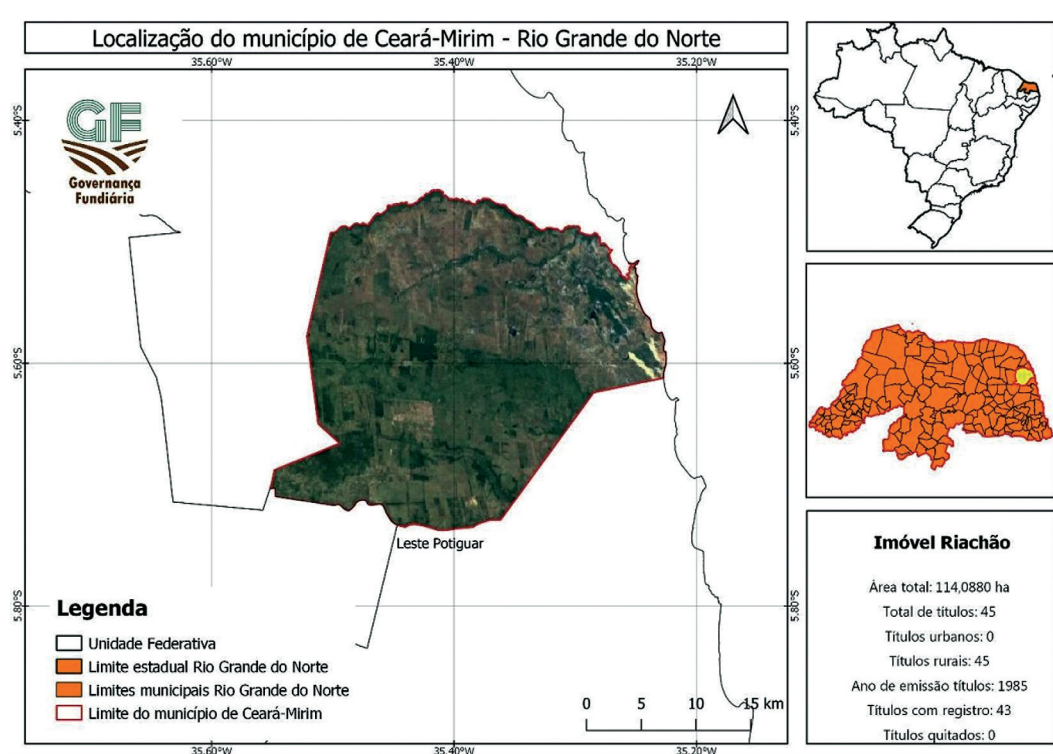 Localização do município de Ceará-Mirim - Rio Grande do Norte
35.60°W
35.40°W
35.20°W
5.40°S
5.40°S
GF
Governança
Fundiária
5.60°S
5.60°S
Leste Potiguar
5.80°S
5.80°S
Legenda
Unidade Federativa
Limite estadual Rio Grande do Norte
Limites municipais Rio Grande do Norte
Limite do município de Ceará-Mirim
0 5 10 15 km
35.60°W
35.40°W
35.20°W
Imóvel Riachão
Área total: 114,0880 ha
Total de títulos: 45
Títulos urbanos: 0
Títulos rurais: 45
Ano de emissão títulos: 1985
Títulos com registro: 43
Títulos quitados: 0